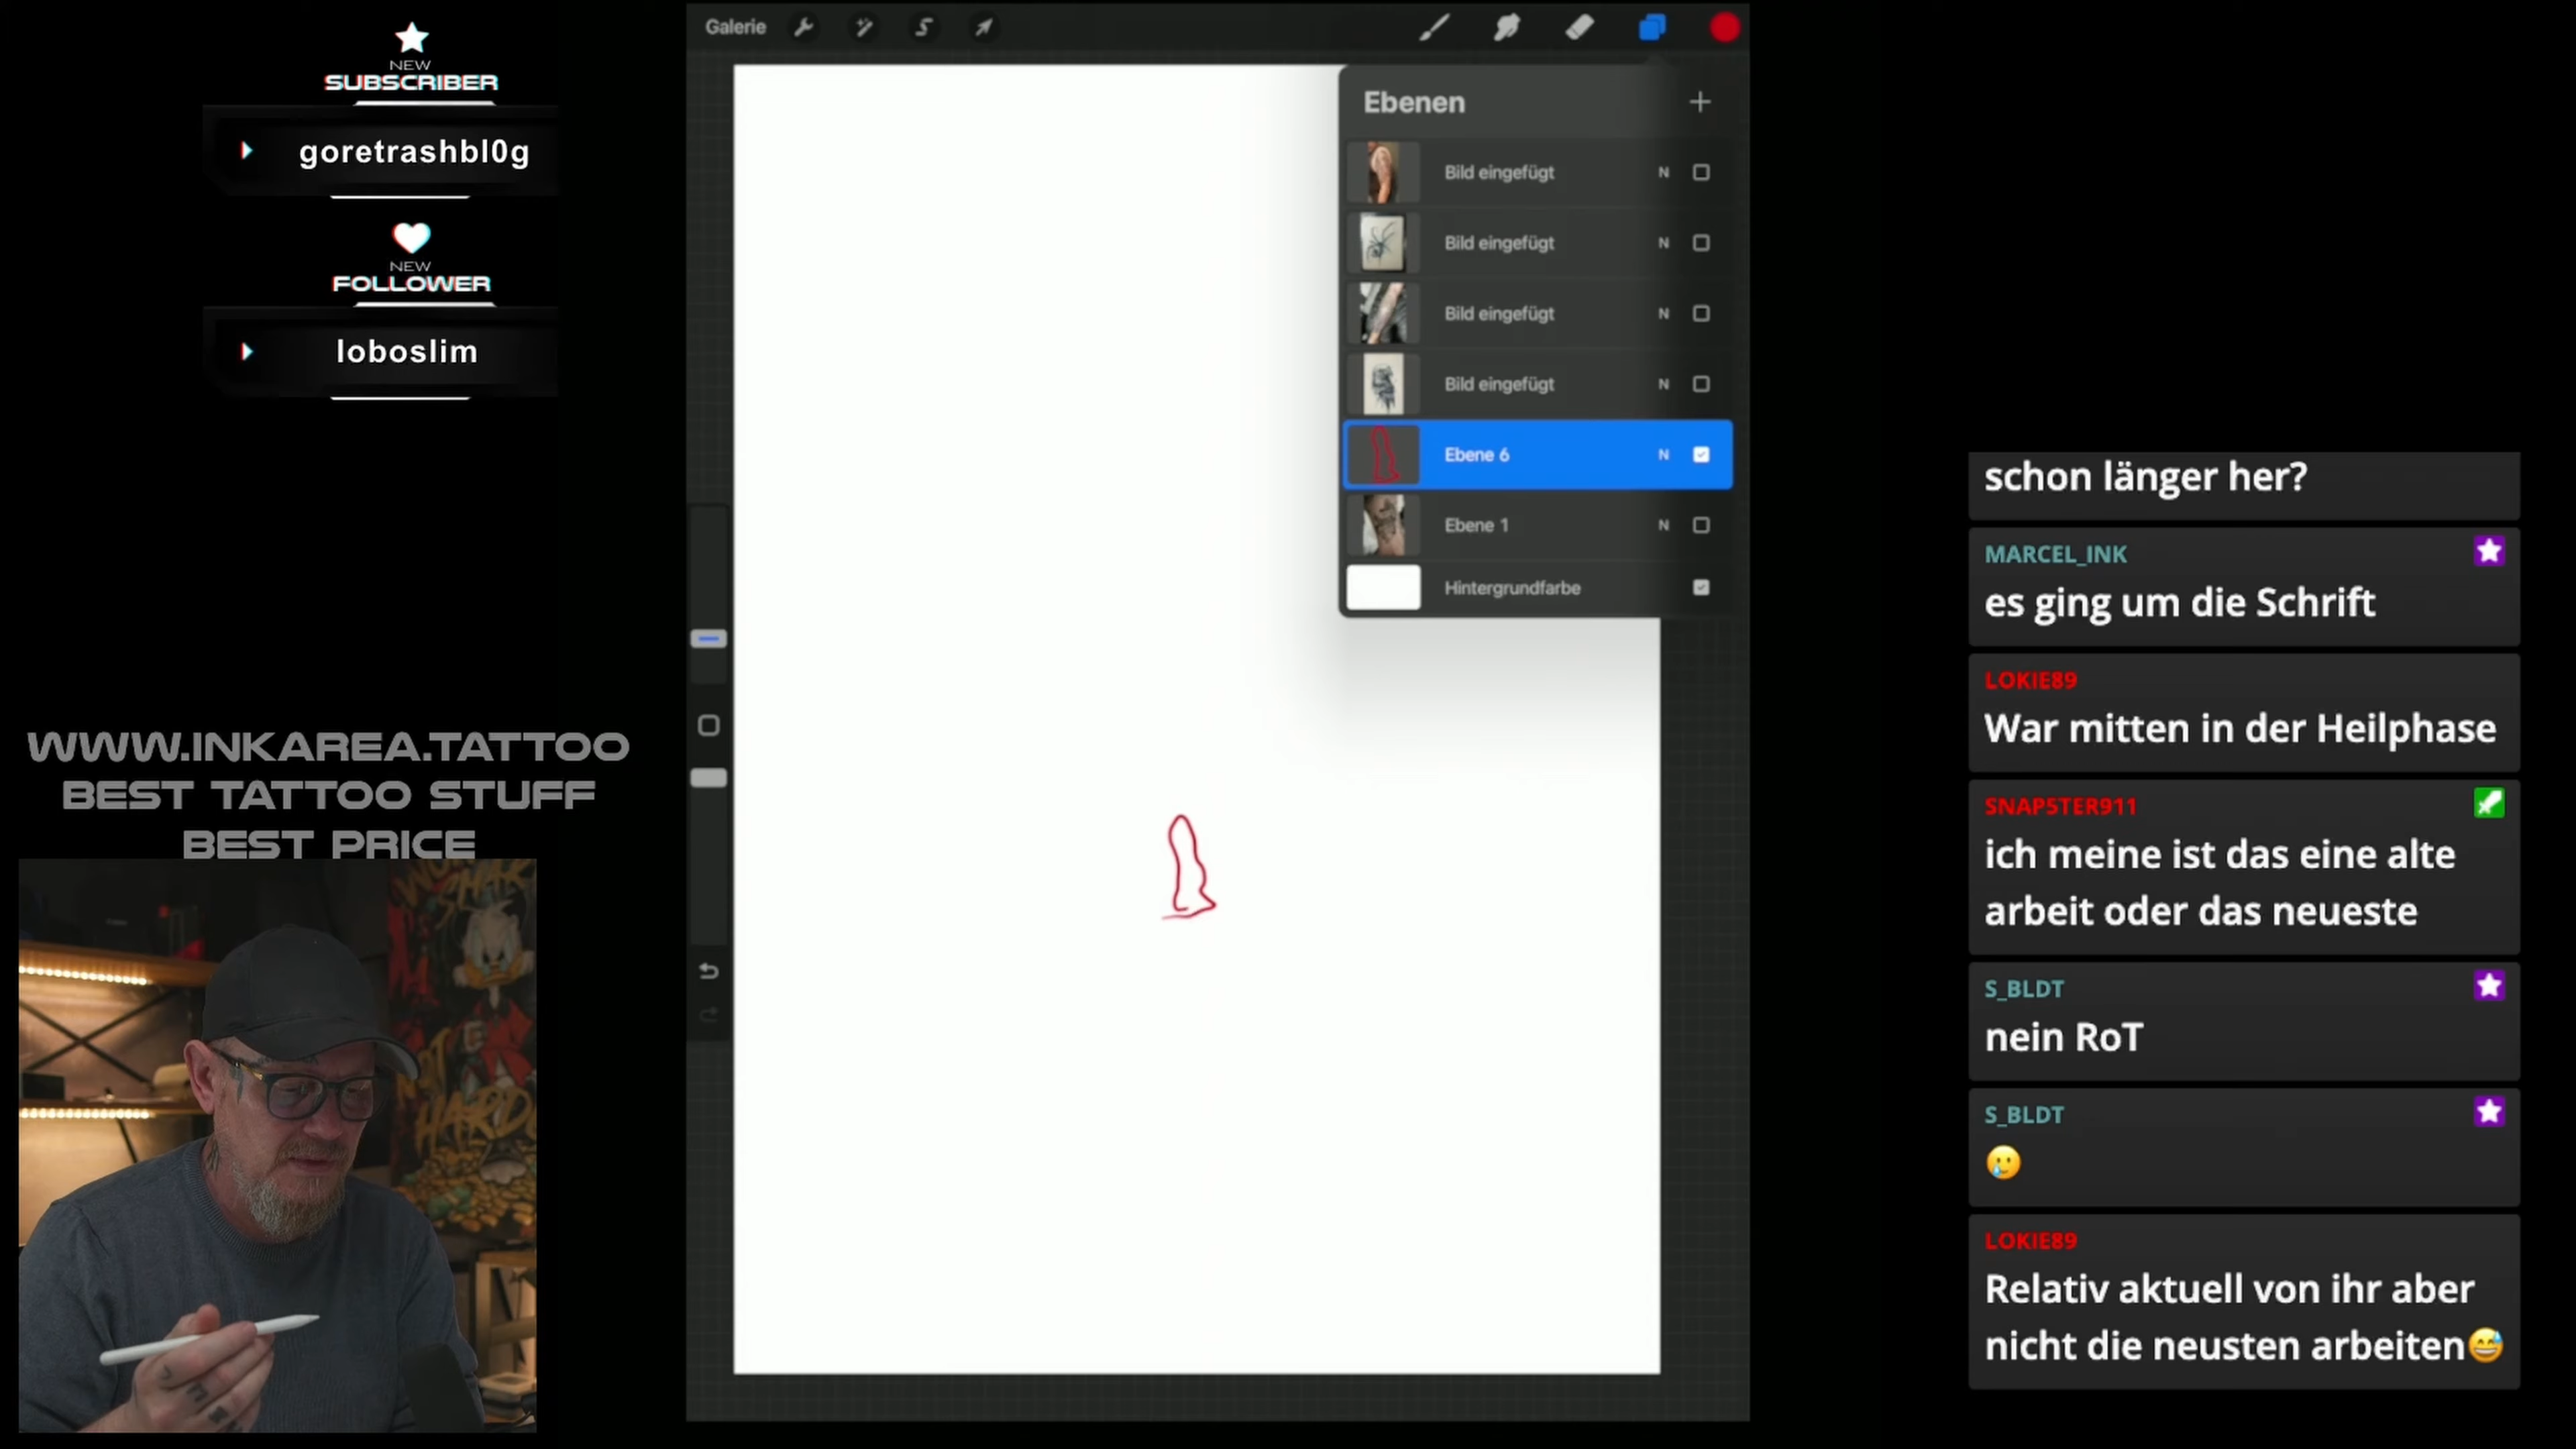 NEW
SUBSCRIBER
goretrashbl0g
NEW
FOLLOWER
loboslim
WWW.INKAREA.TATTOO
BEST TATTOO STUFF
BEST PRICE
Galerie
Ebenen
Bild eingefügt N
Bild eingefügt N
Bild eingefügt N
Bild eingefügt N
Ebene 6 N
Ebene 1 N
Hintergrundfarbe
schon länger her?
MARCEL_INK
es ging um die Schrift
LOKIE89
War mitten in der Heilphase
SNAP5TER911
ich meine ist das eine alte
arbeit oder das neueste
S_BLDT
nein RoT
S_BLDT
🥲
LOKIE89
Relativ aktuell von ihr aber
nicht die neusten arbeiten😅